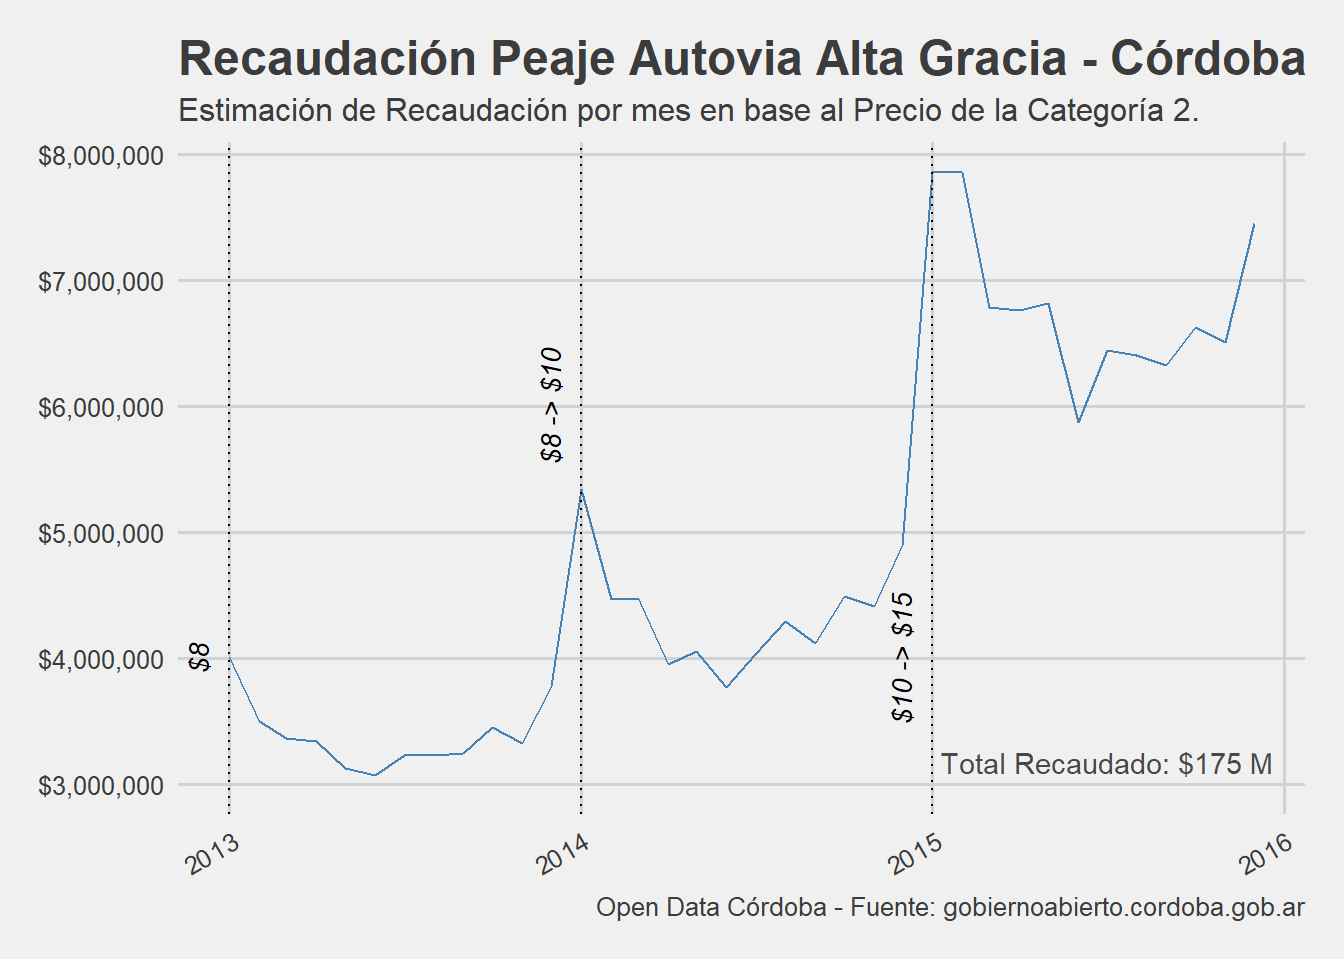 Recaudación Peaje Autovia Alta Gracia - Córdoba
Estimación de Recaudación por mes en base al Precio de la Categoría 2.
$8,000,000
$7,000,000
$6,000,000
$5,000,000
$4,000,000
$3,000,000
$8
$8 -> $10
$10 -> $15
Total Recaudado: $175 M
2013
2014
2015
2016
Open Data Córdoba - Fuente: gobiernoabierto.cordoba.gob.ar